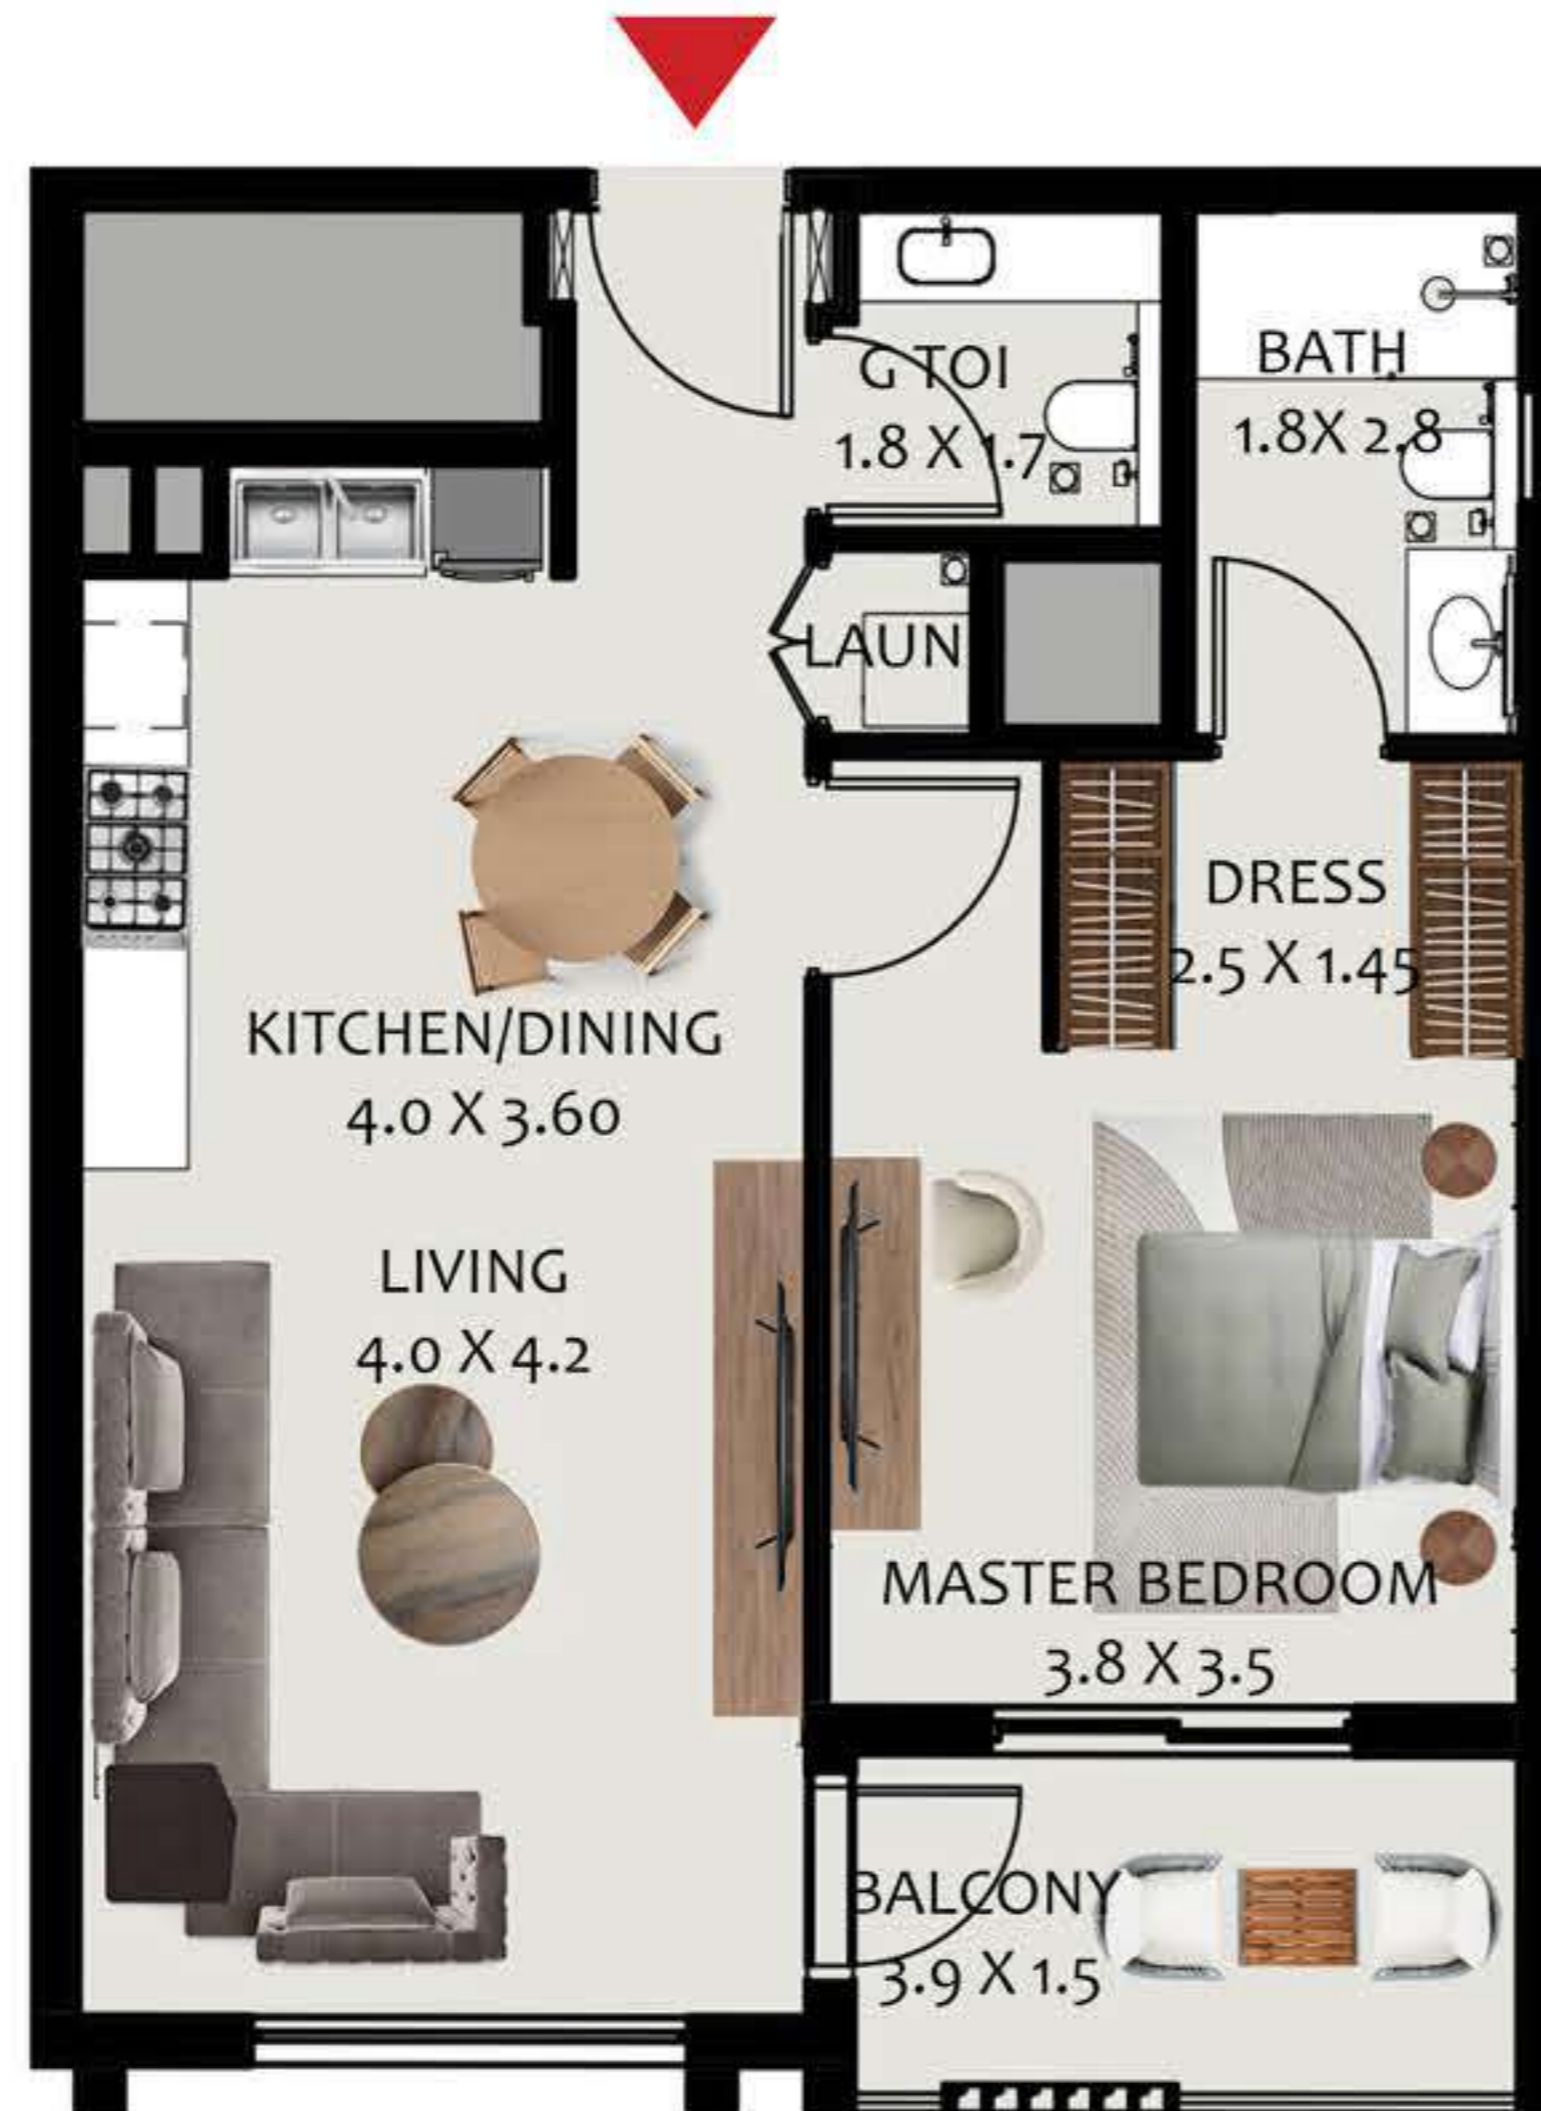 G TOI
1.8 X 1.7
BATH
1.8X 2.8
LAUN
DRESS
2.5 X 1.45
KITCHEN/DINING
4.0 X 3.60
LIVING
4.0 X 4.2
MASTER BEDROOM
3.8 X 3.5
BALCONY
3.9 X 1.5